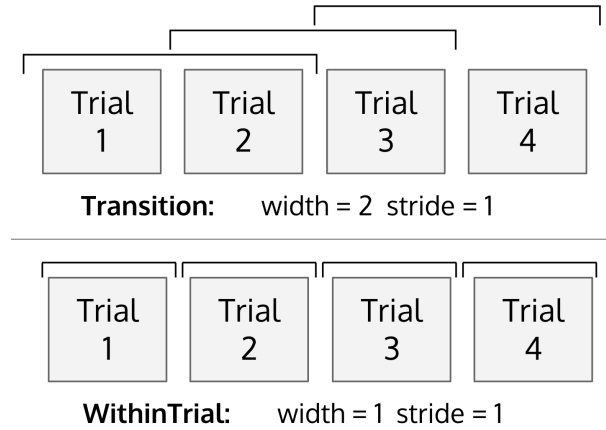 Trial 1
Trial 2
Trial 3
Trial 4
Transition: width = 2 stride = 1
Trial 1
Trial 2
Trial 3
Trial 4
WithinTrial: width = 1 stride = 1